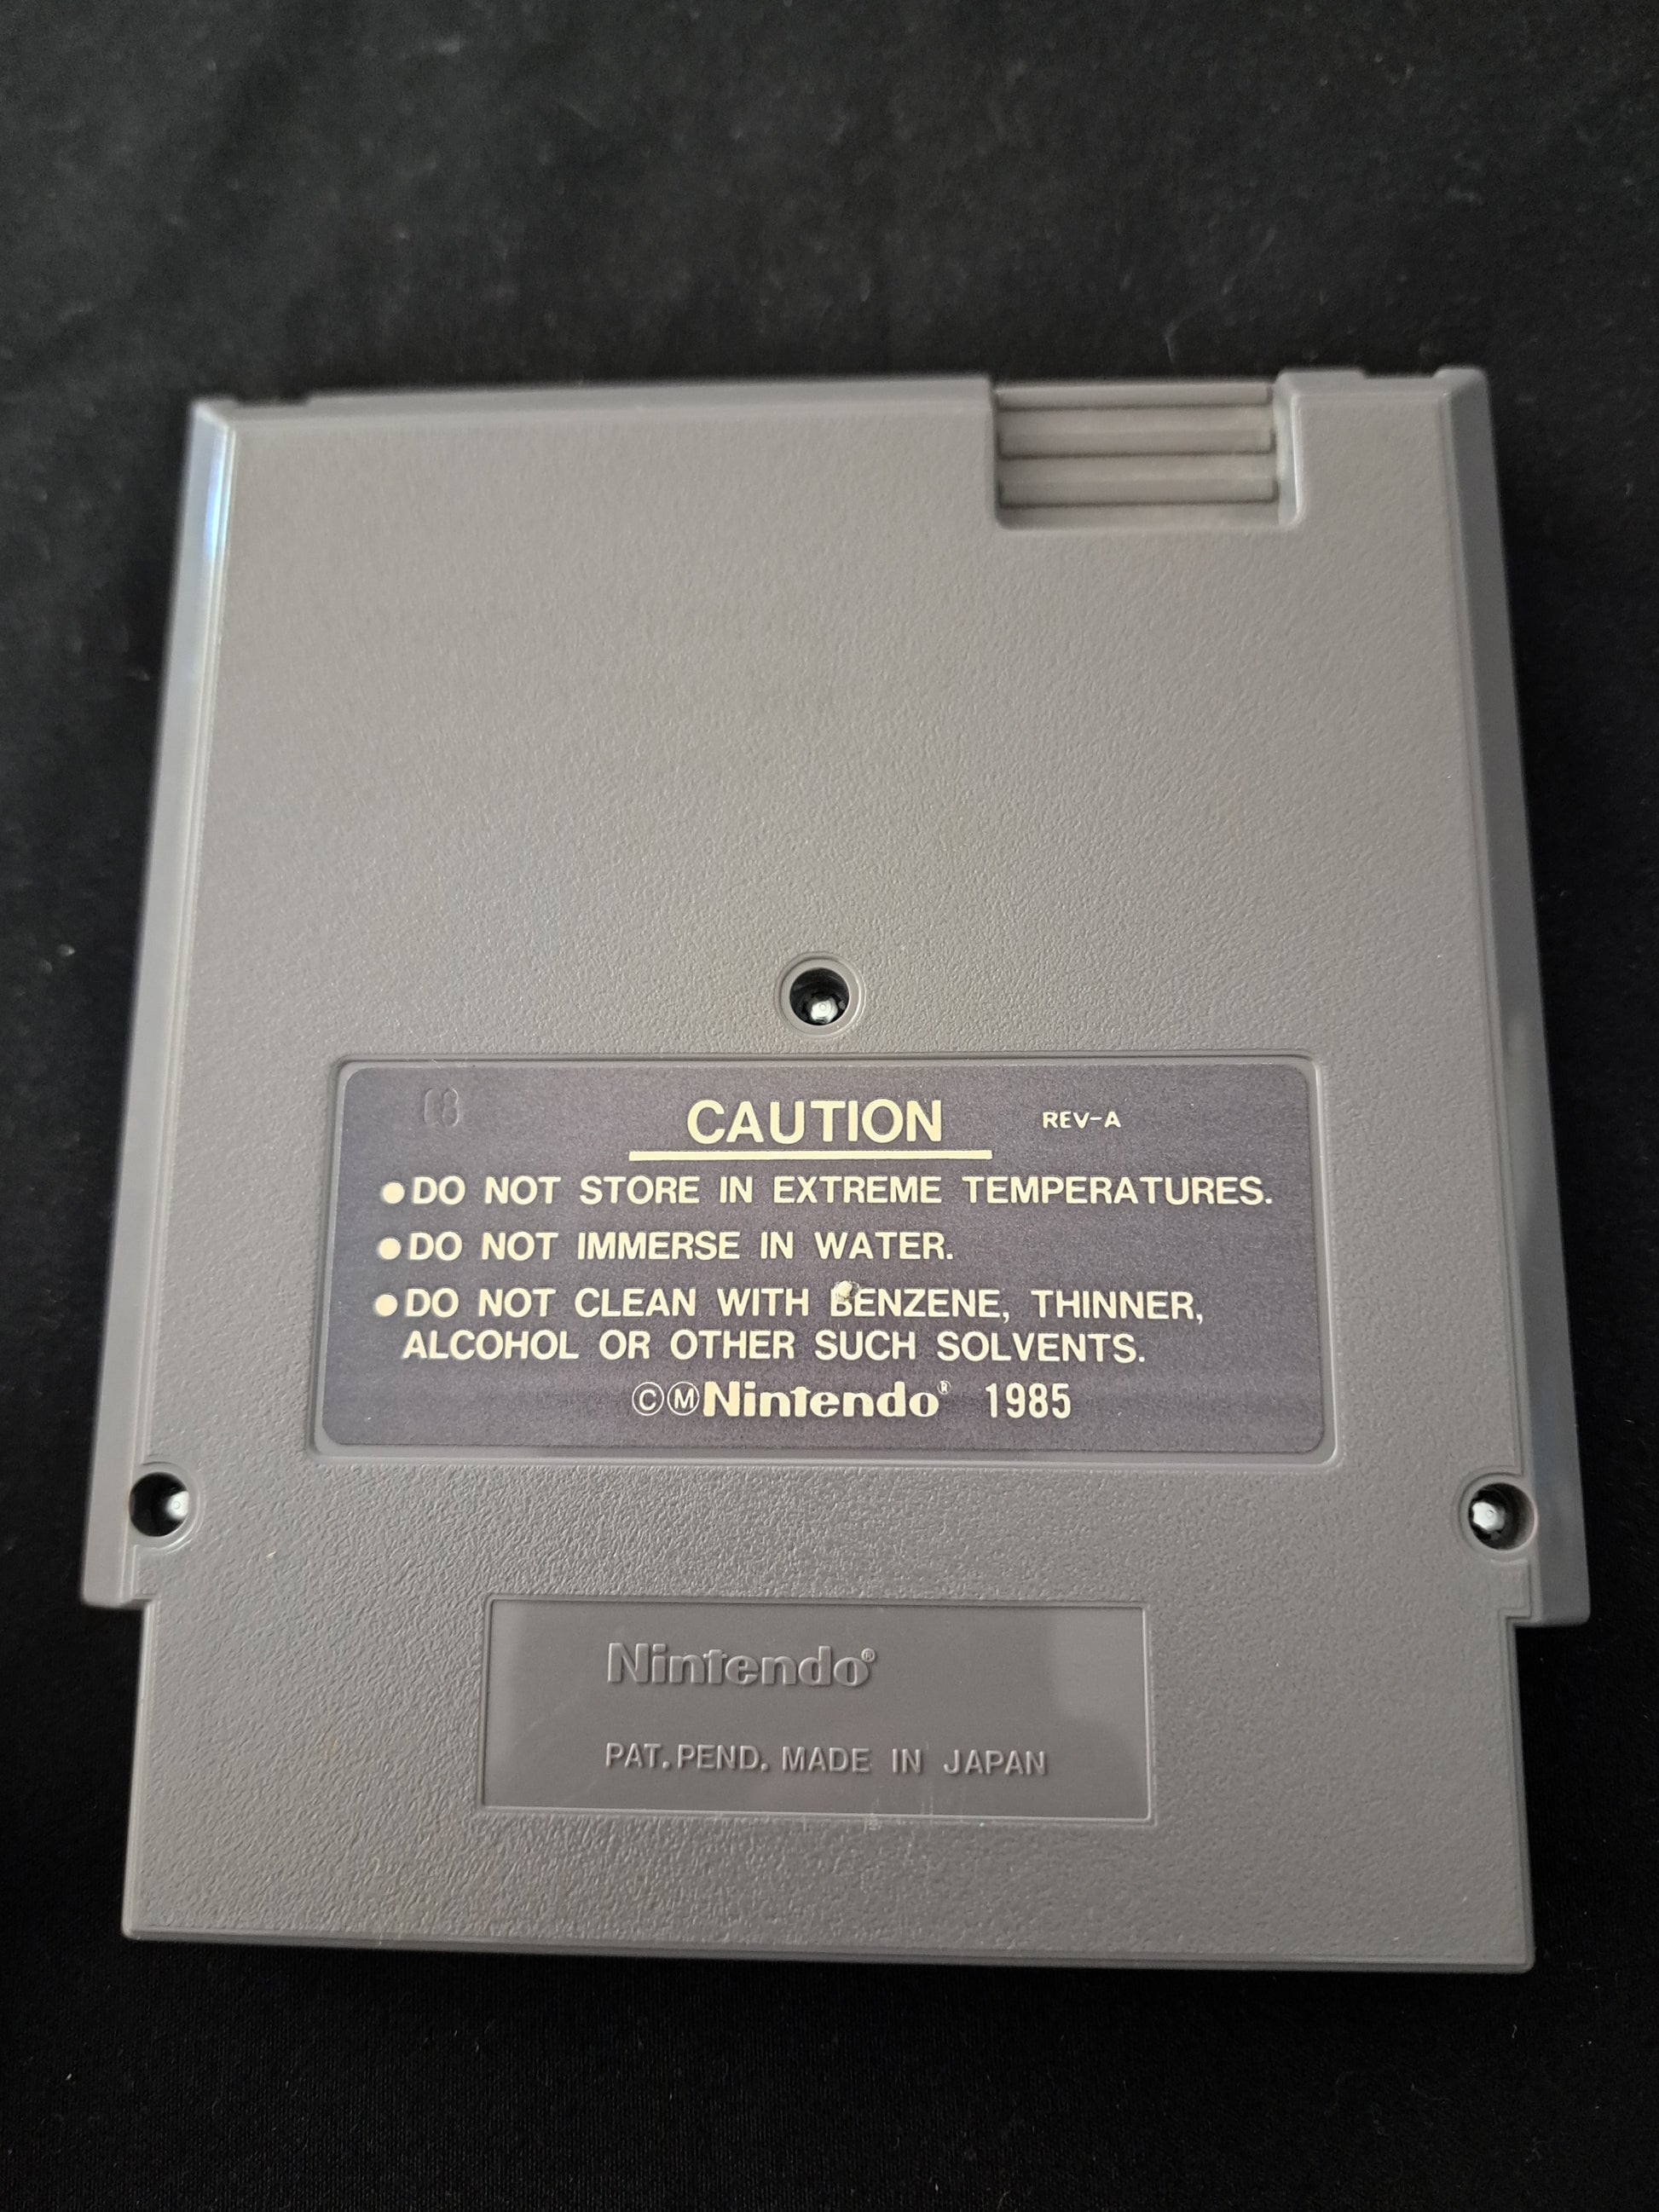 CAUTION REV-A
●DO NOT STORE IN EXTREME TEMPERATURES.
●DO NOT IMMERSE IN WATER.
●DO NOT CLEAN WITH BENZENE, THINNER,
ALCOHOL OR OTHER SUCH SOLVENTS.
©ⓂNintendo® 1985
Nintendo®
PAT. PEND. MADE IN JAPAN